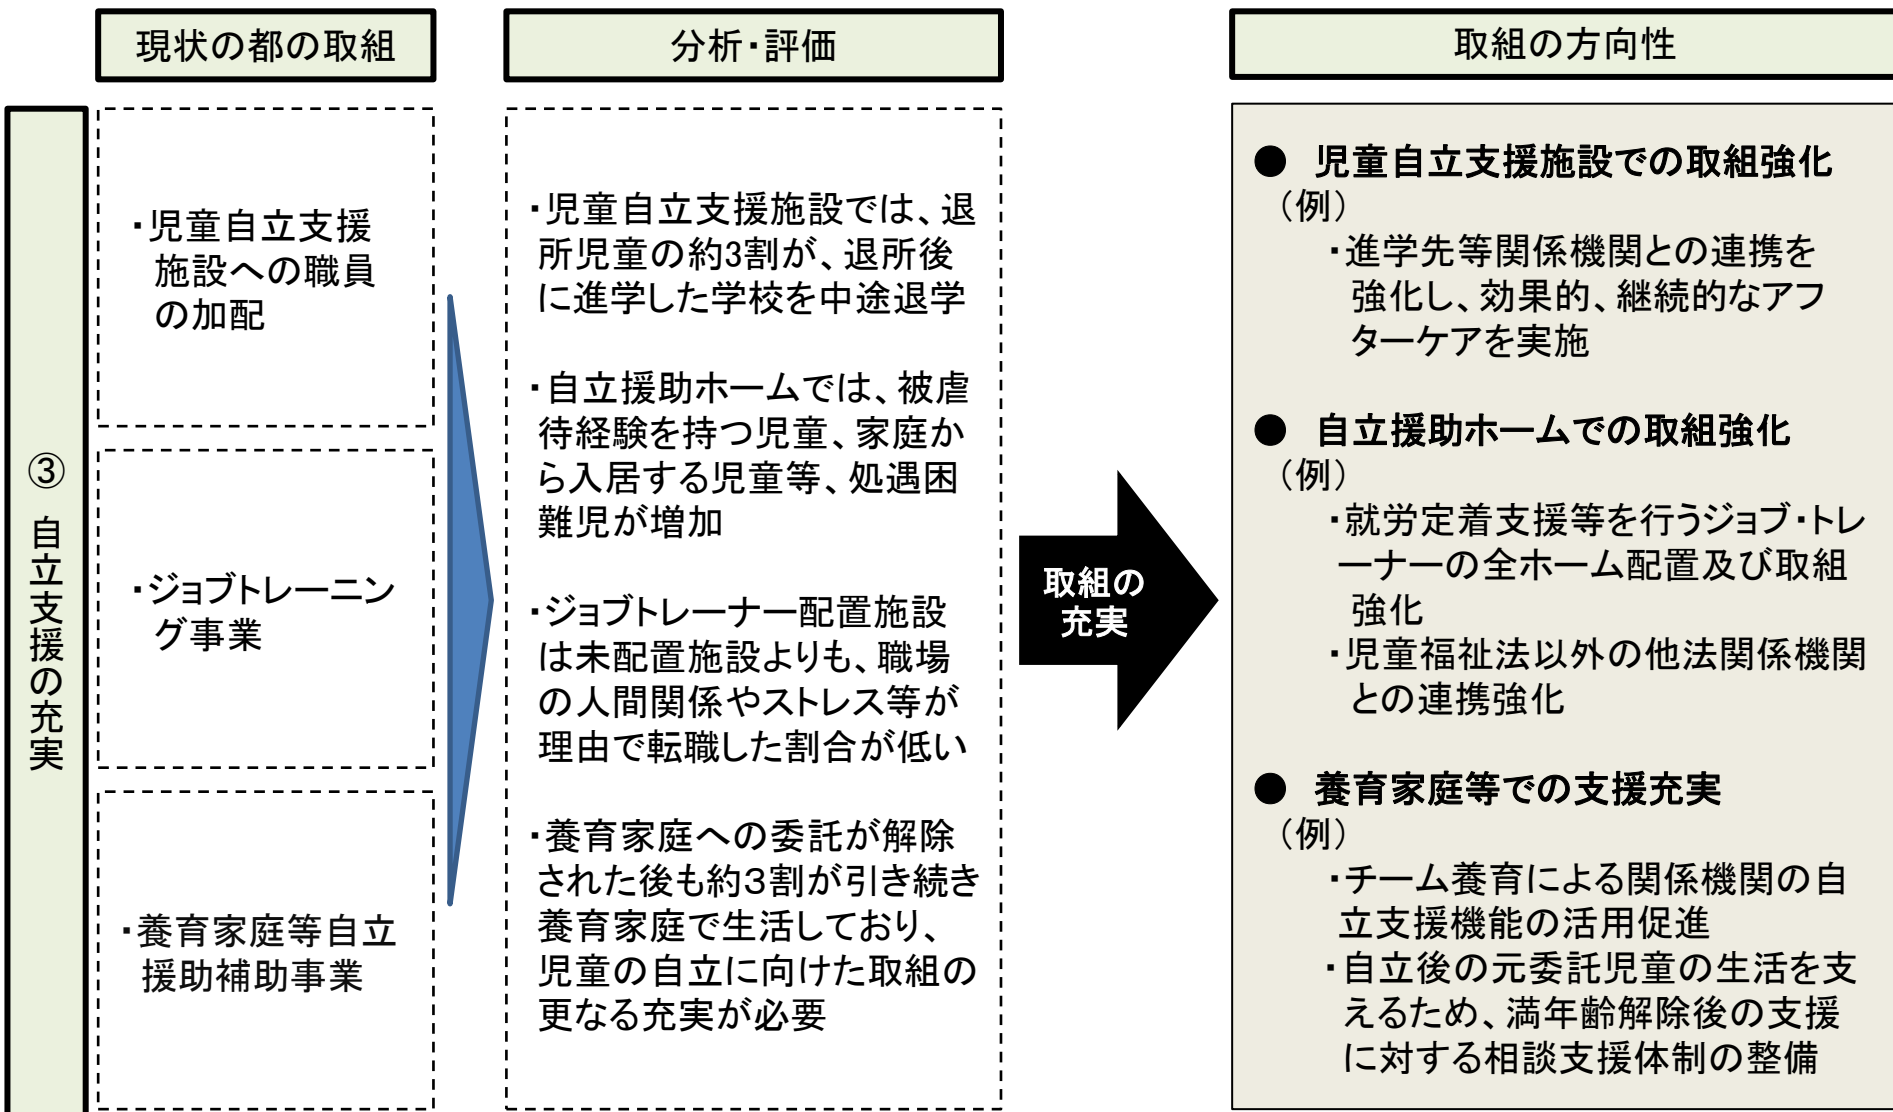 現状の都の取組
分析・評価
取組の方向性
③ 自立支援の充実
・児童自立支援
施設への職員
の加配
・ジョブトレーニン
グ事業
・養育家庭等自立
援助補助事業
・児童自立支援施設では、退
所児童の約3割が、退所後
に進学した学校を中途退学
・自立援助ホームでは、被虐
待経験を持つ児童、家庭か
ら入居する児童等、処遇困
難児が増加
・ジョブトレーナー配置施設
は未配置施設よりも、職場
の人間関係やストレス等が
理由で転職した割合が低い
・養育家庭への委託が解除
された後も約３割が引き続き
養育家庭で生活しており、
児童の自立に向けた取組の
更なる充実が必要
取組の
充実
● 児童自立支援施設での取組強化
（例）
・進学先等関係機関との連携を
強化し、効果的、継続的なアフ
ターケアを実施
● 自立援助ホームでの取組強化
（例）
・就労定着支援等を行うジョブ・トレ
ーナーの全ホーム配置及び取組
強化
・児童福祉法以外の他法関係機関
との連携強化
● 養育家庭等での支援充実
（例）
・チーム養育による関係機関の自
立支援機能の活用促進
・自立後の元委託児童の生活を支
えるため、満年齢解除後の支援
に対する相談支援体制の整備